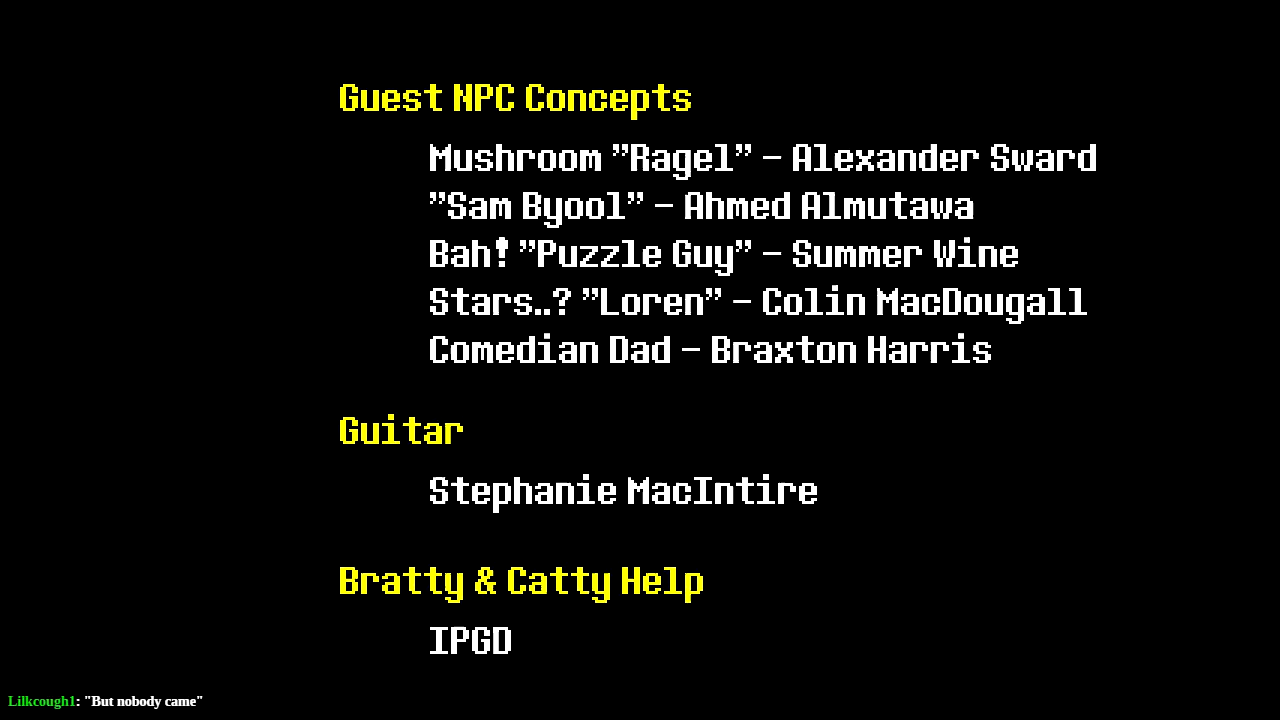 Guest NPC Concepts
Mushroom "Ragel" - Alexander Sward
"Sam Byool" - Ahmed Almutawa
Bah! "Puzzle Guy" - Summer Wine
Stars..? "Loren" - Colin MacDougall
Comedian Dad - Braxton Harris
Guitar
Stephanie MacIntire
Bratty & Catty Help
IPGD
Lilkcough1: "But nobody came"